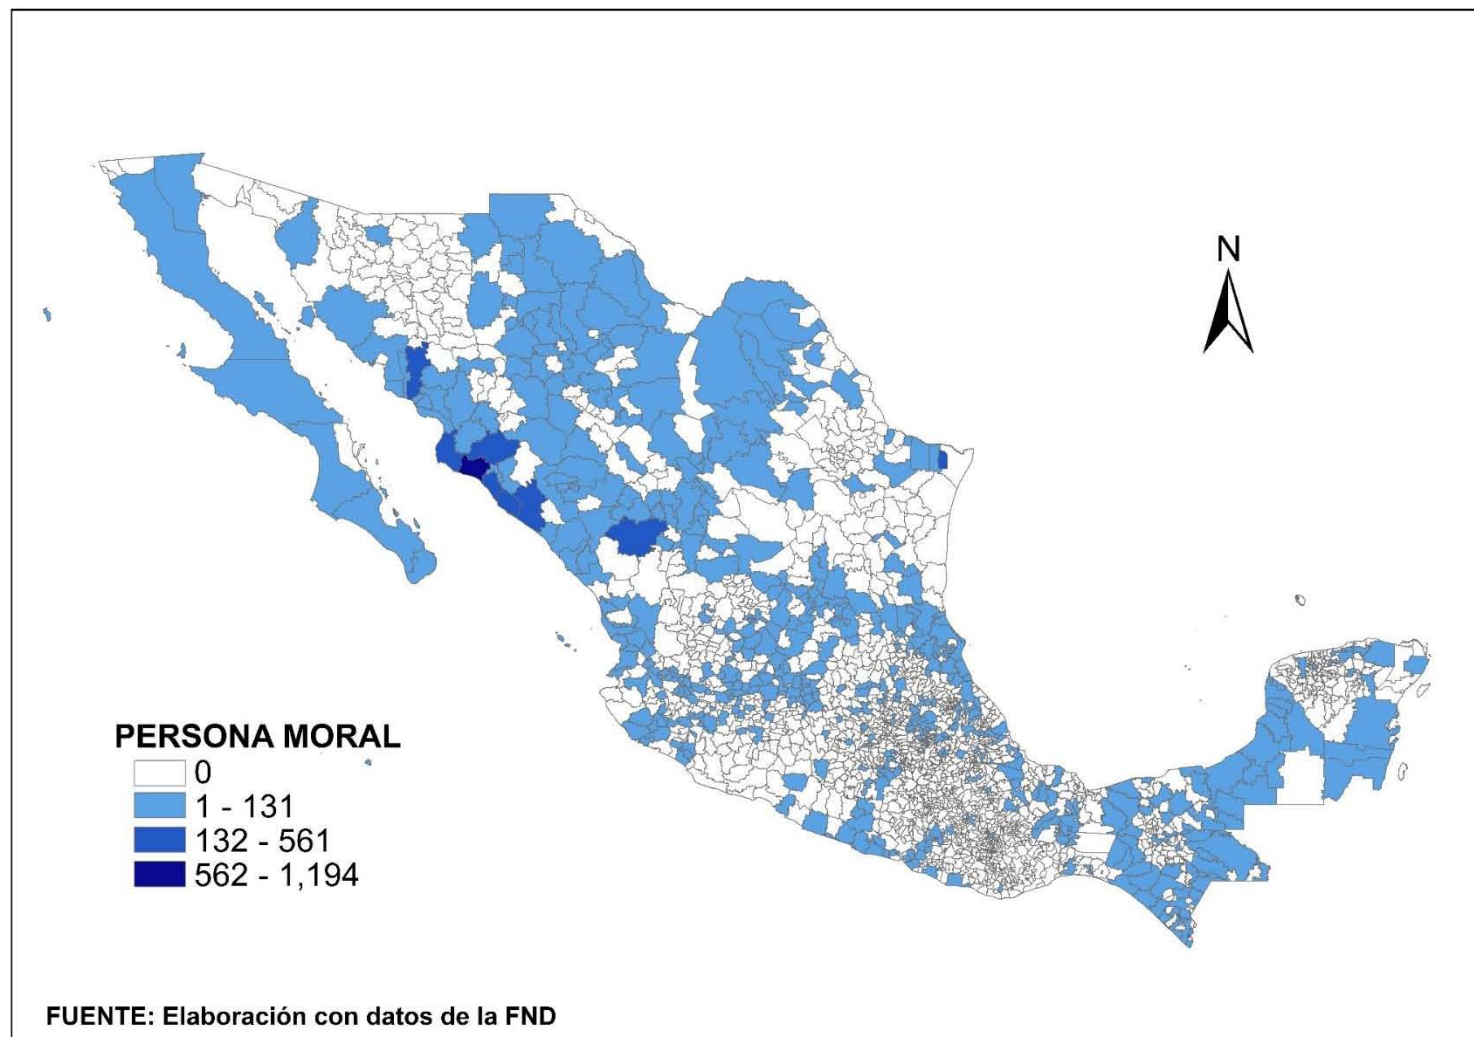 N
PERSONA MORAL
0
1 - 131
132 - 561
562 - 1,194
FUENTE: Elaboración con datos de la FND